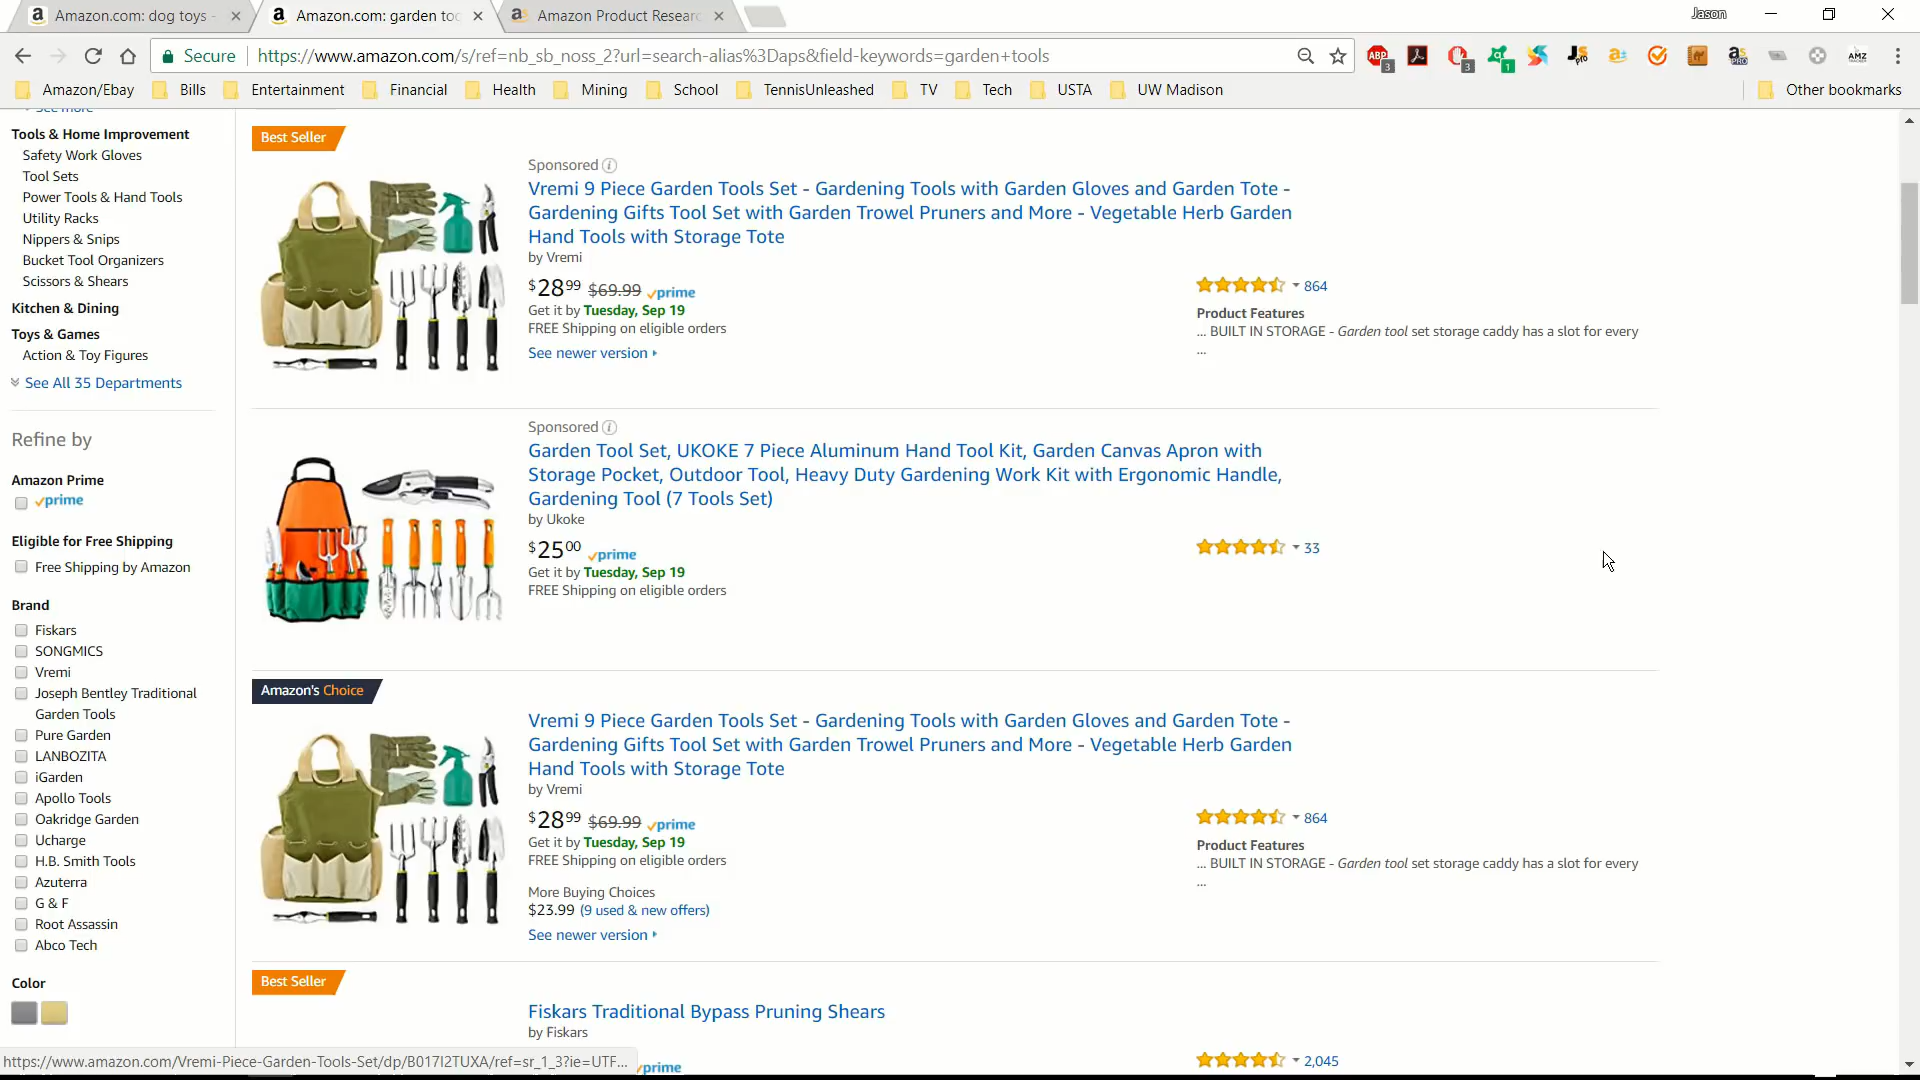 Amazon.com: dog toys -
Amazon.com: garden too
Amazon Product Researc
Jason
Secure
https://www.amazon.com/s/ref=nb_sb_noss_2?url=search-alias%3Daps&field-keywords=garden+tools
Amazon/Ebay
Bills
Entertainment
Financial
Health
Mining
School
TennisUnleashed
TV
Tech
USTA
UW Madison
Other bookmarks
See more
Tools & Home Improvement
Safety Work Gloves
Tool Sets
Power Tools & Hand Tools
Utility Racks
Nippers & Snips
Bucket Tool Organizers
Scissors & Shears
Kitchen & Dining
Toys & Games
Action & Toy Figures
See All 35 Departments
Refine by
Amazon Prime
prime
Eligible for Free Shipping
Free Shipping by Amazon
Brand
Fiskars
SONGMICS
Vremi
Joseph Bentley Traditional
Garden Tools
Pure Garden
LANBOZITA
iGarden
Apollo Tools
Oakridge Garden
Ucharge
H.B. Smith Tools
Azuterra
G & F
Root Assassin
Abco Tech
Color
Best Seller
Sponsored
Vremi 9 Piece Garden Tools Set - Gardening Tools with Garden Gloves and Garden Tote -
Gardening Gifts Tool Set with Garden Trowel Pruners and More - Vegetable Herb Garden
Hand Tools with Storage Tote
by Vremi
$28 99 $69.99 prime
Get it by Tuesday, Sep 19
FREE Shipping on eligible orders
See newer version
864
Product Features
... BUILT IN STORAGE - Garden tool set storage caddy has a slot for every
...
Sponsored
Garden Tool Set, UKOKE 7 Piece Aluminum Hand Tool Kit, Garden Canvas Apron with
Storage Pocket, Outdoor Tool, Heavy Duty Gardening Work Kit with Ergonomic Handle,
Gardening Tool (7 Tools Set)
by Ukoke
$25 00 prime
Get it by Tuesday, Sep 19
FREE Shipping on eligible orders
33
Amazon's Choice
Vremi 9 Piece Garden Tools Set - Gardening Tools with Garden Gloves and Garden Tote -
Gardening Gifts Tool Set with Garden Trowel Pruners and More - Vegetable Herb Garden
Hand Tools with Storage Tote
by Vremi
$28 99 $69.99 prime
Get it by Tuesday, Sep 19
FREE Shipping on eligible orders
More Buying Choices
$23.99 (9 used & new offers)
See newer version
864
Product Features
... BUILT IN STORAGE - Garden tool set storage caddy has a slot for every
...
Best Seller
Fiskars Traditional Bypass Pruning Shears
by Fiskars
prime
2,045
https://www.amazon.com/Vremi-Piece-Garden-Tools-Set/dp/B017I2TUXA/ref=sr_1_3?ie=UTF...